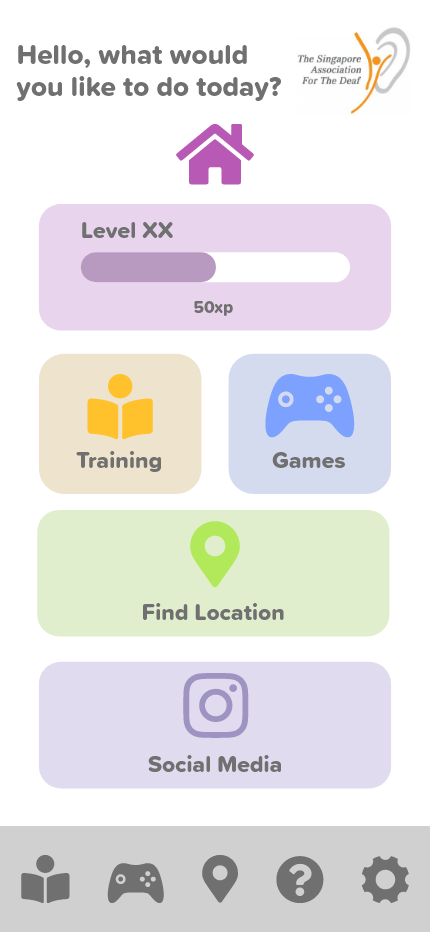 Hello, what would
you like to do today?
The Singapore
Association
For The Deaf
Level XX
50xp
Training
Games
Find Location
Social Media
?